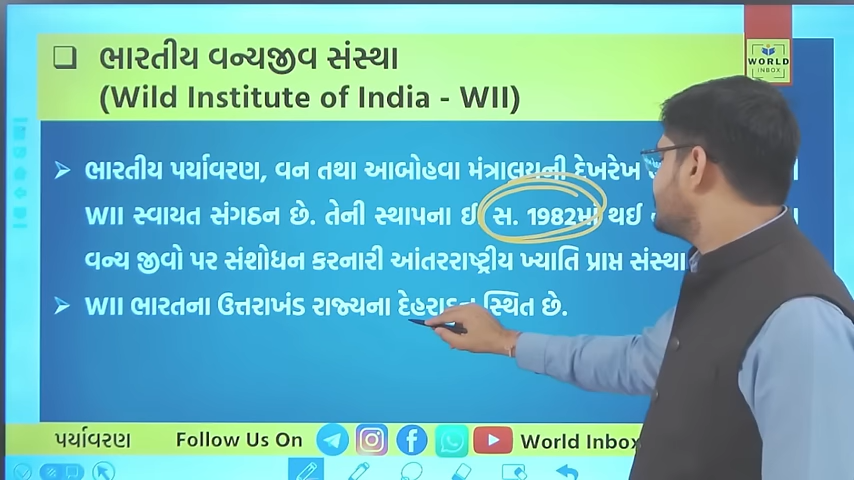 WORLD
INBOX
❑ ભારતીય વન્યજીવ સંસ્થા
(Wild Institute of India - WII)
➢ ભારતીય પર્યાવરણ, વન તથા આબોહવા મંત્રાલયની દેખરેખ
WII સ્વાયત સંગઠન છે. તેની સ્થાપના ઈ સ. 1982માં થઈ
વન્ય જીવો પર સંશોધન કરનારી આંતરરાષ્ટ્રીય ખ્યાતિ પ્રાપ્ત સંસ્થા
➢ WII ભારતના ઉત્તરાખંડ રાજ્યના દેહરાદુન સ્થિત છે.
પર્યાવરણ Follow Us On World Inbox